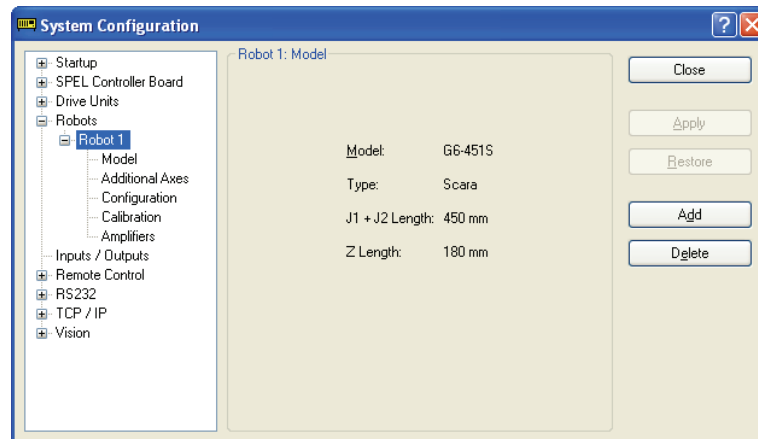 System Configuration
Startup
SPEL Controller Board
Drive Units
Robots
Robot 1
Model
Additional Axes
Configuration
Calibration
Amplifiers
Inputs / Outputs
Remote Control
RS232
TCP / IP
Vision
Robot 1: Model
Model: G6-451S
Type: Scara
J1 + J2 Length: 450 mm
Z Length: 180 mm
Close
Apply
Restore
Add
Delete